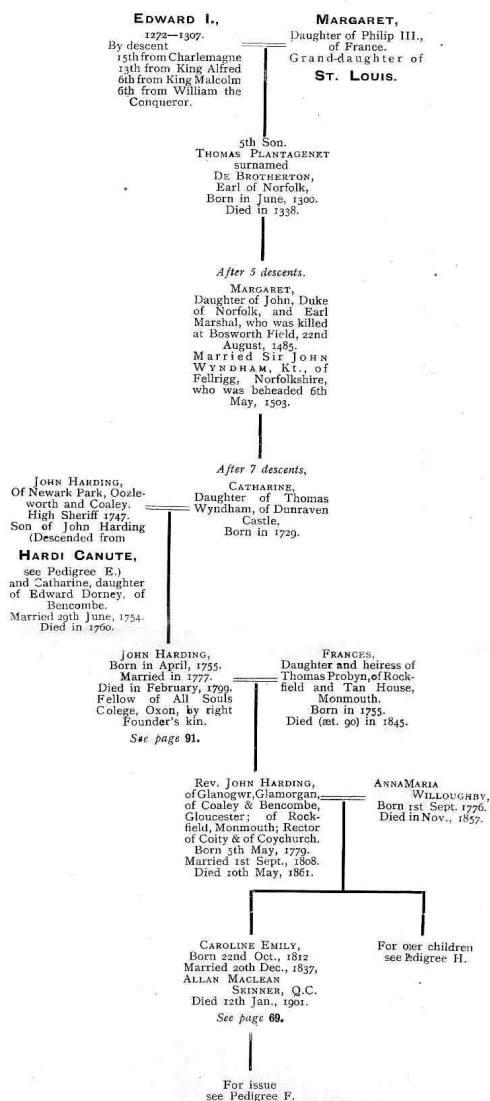 EDWARD I.,
1272—1307.
By descent
15th from Charlemagne
13th from King Alfred
6th from King Malcolm
6th from William the
Conqueror.
MARGARET,
Daughter of Philip III.,
of France.
Grand-daughter of
ST. LOUIS.
5th Son.
THOMAS PLANTAGENET
surnamed
DE BROTHERTON,
Earl of Norfolk,
Born in June, 1300.
Died in 1338.
After 5 descents.
MARGARET,
Daughter of John, Duke
of Norfolk, and Earl
Marshal, who was killed
at Bosworth Field, 22nd
August, 1485.
Married Sir JOHN
WYNDHAM, Kt., of
Fellrigg, Norfolkshire,
who was beheaded 6th
May, 1503.
After 7 descents,
JOHN HARDING,
Of Newark Park, Oozle-
worth and Coaley.
High Sheriff 1747.
Son of John Harding
(Descended from
HARDI CANUTE,
see Pedigree E.)
and Catharine, daughter
of Edward Dorney, of
Bencombe.
Married 29th June, 1754.
Died in 1760.
CATHARINE,
Daughter of Thomas
Wyndham, of Dunraven
Castle,
Born in 1729.
JOHN HARDING,
Born in April, 1755.
Married in 1777.
Died in February, 1799.
Fellow of All Souls
Colege, Oxon, by right
Founder's kin.
See page 91.
FRANCES,
Daughter and heiress of
Thomas Probyn, of Rock-
field and Tan House,
Monmouth.
Born in 1755.
Died (æt. 90) in 1845.
Rev. JOHN HARDING,
of Glanogwr, Glamorgan,
of Coaley & Bencombe,
Gloucester; of Rock-
field, Monmouth; Rector
of Coity & of Coychurch.
Born 5th May, 1779.
Married 1st Sept., 1808.
Died 10th May, 1861.
ANNAMARIA
WILLOUGHBY,
Born 1st Sept. 1776.
Died in Nov., 1857.
CAROLINE EMILY,
Born 22nd Oct., 1812
Married 20th Dec., 1837,
ALLAN MACLEAN
SKINNER, Q.C.
Died 12th Jan., 1901.
See page 69.
For children
see Pedigree H.
For issue
see Pedigree F.